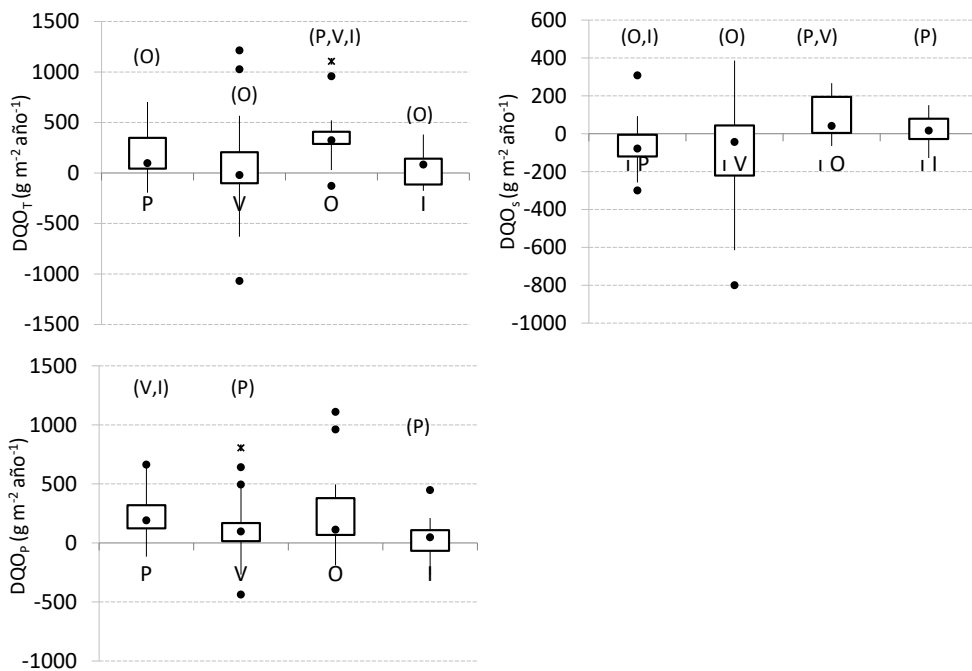 DQO_T (g m⁻² año⁻¹)
1500
1000
500
0
-500
-1000
-1500
(O)
(O)
(P,V,I)
(O)
P V O I
DQO_s (g m⁻² año⁻¹)
600
400
200
0
-200
-400
-600
-800
-1000
(O,I)
(O)
(P,V)
(P)
ı P ı V ı O ı I
DQO_P (g m⁻² año⁻¹)
1500
1000
500
0
-500
-1000
(V,I)
(P)
(P)
P V O I